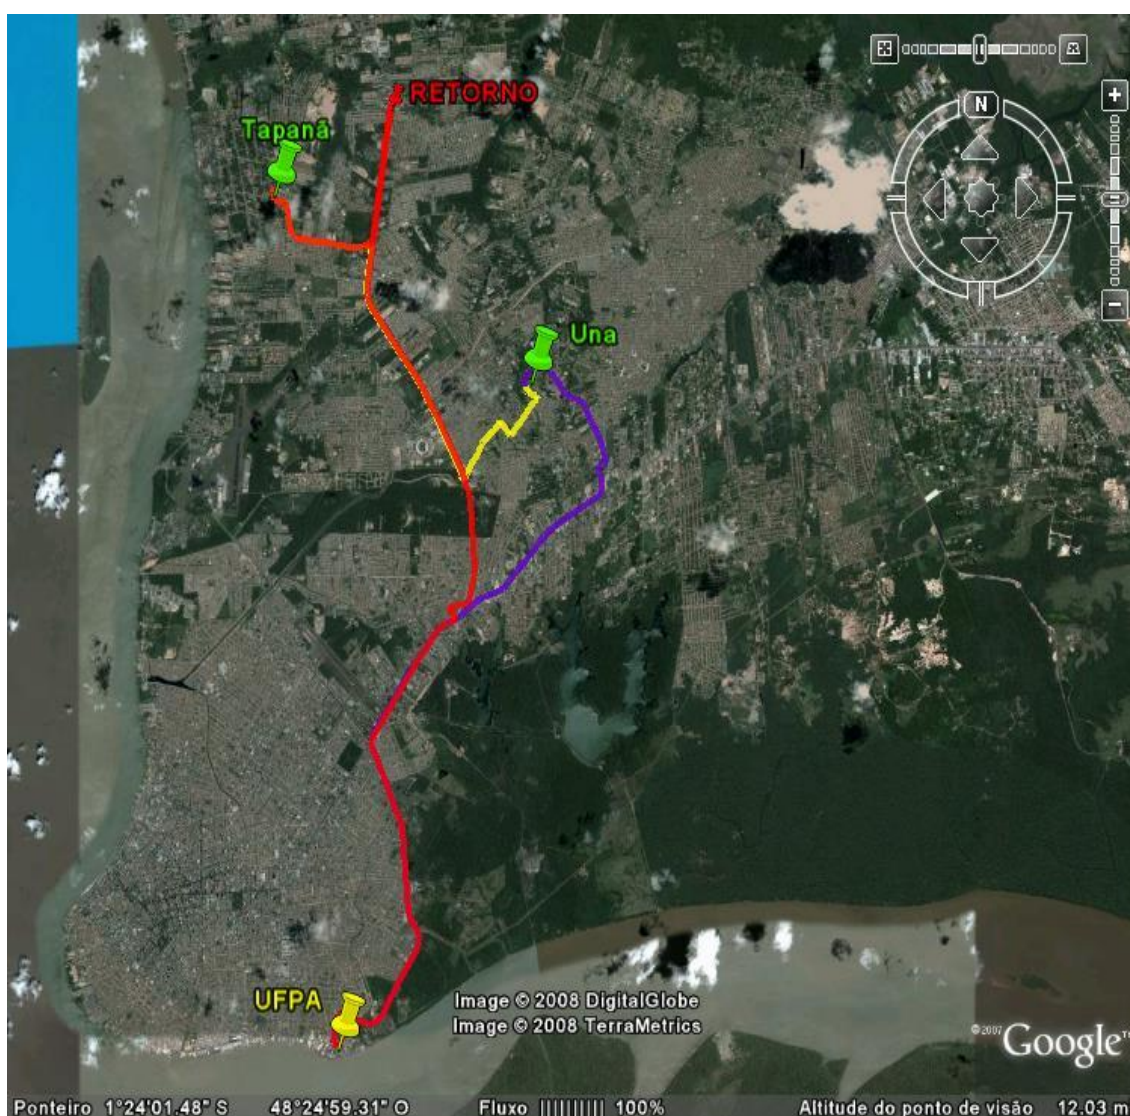 N
RETORNO
Tapanã
Una
UFPA
Image © 2008 DigitalGlobe
Image © 2008 TerraMetrics
©2007 Google™
Ponteiro 1°24'01.48" S 48°24'59.31" O Fluxo |||||||||| 100% Altitude do ponto de visão 12.03 m